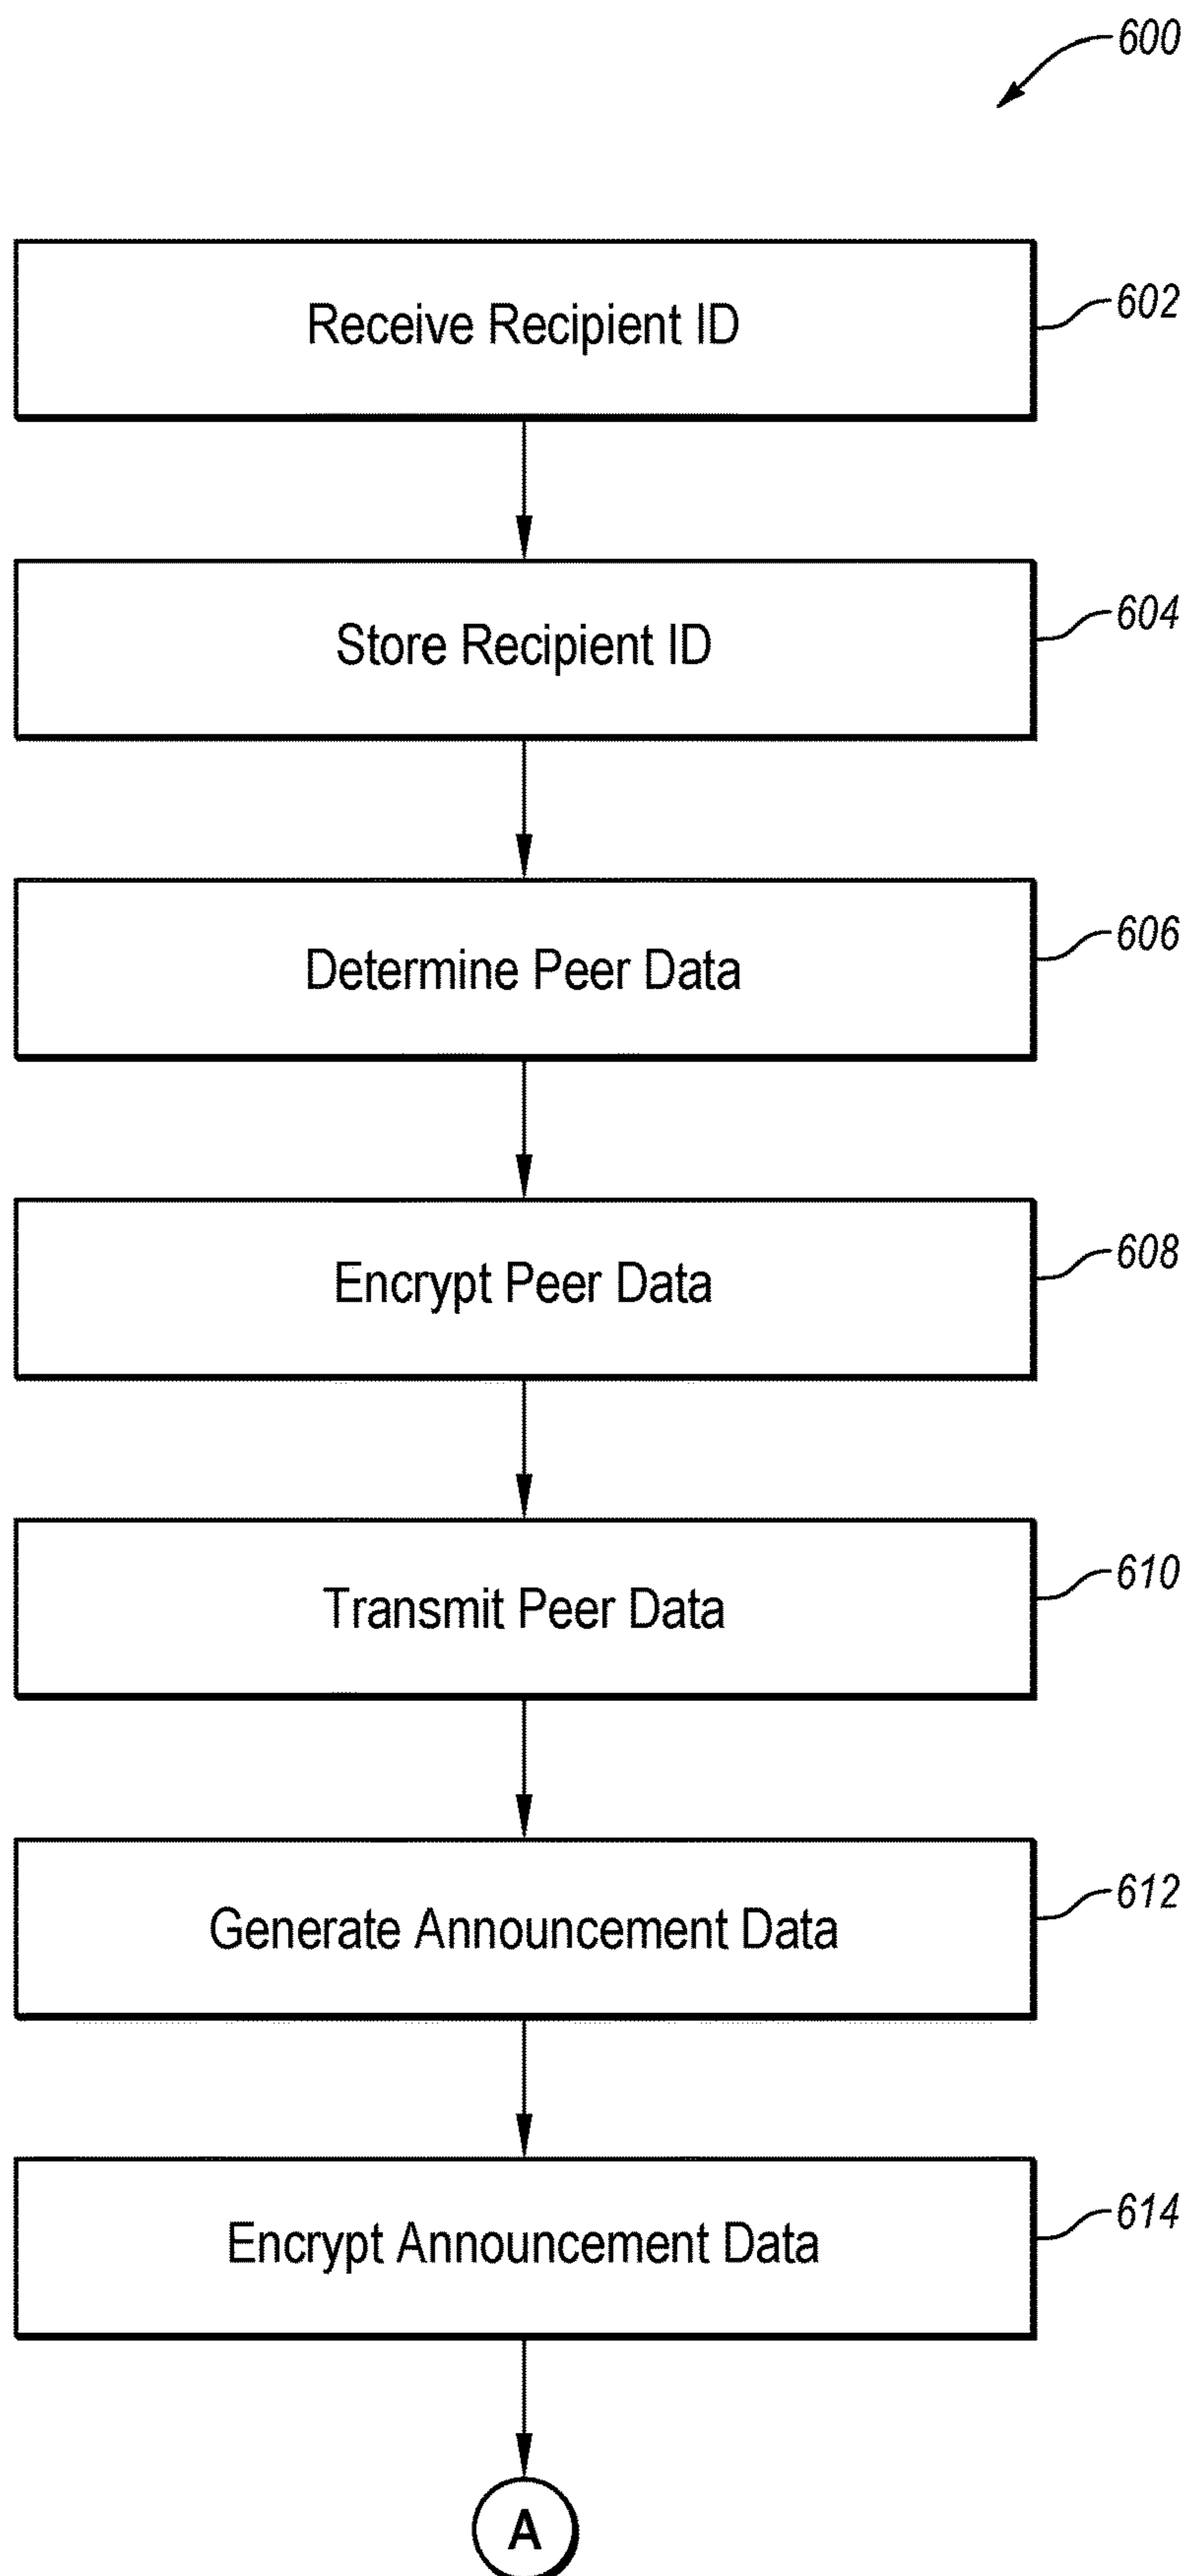 600
Receive Recipient ID
602
Store Recipient ID
604
Determine Peer Data
606
Encrypt Peer Data
608
Transmit Peer Data
610
Generate Announcement Data
612
Encrypt Announcement Data
614
A